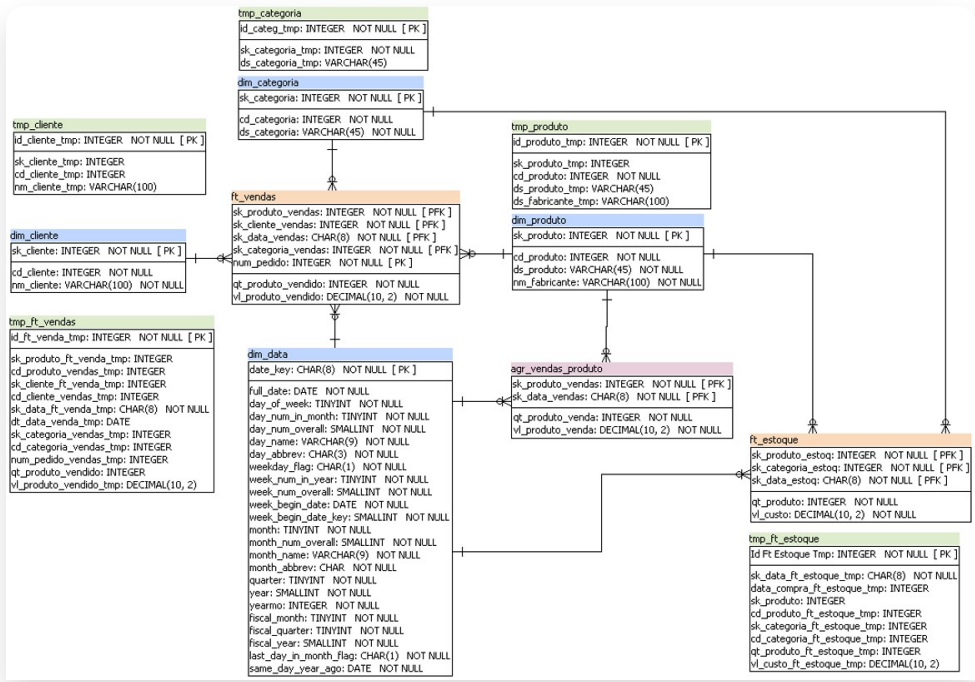 tmp_categoria
id_categ_tmp: INTEGER NOT NULL [ PK ]
sk_categoria_tmp: INTEGER NOT NULL
ds_categoria_tmp: VARCHAR(45)
dim_categoria
sk_categoria: INTEGER NOT NULL [ PK ]
cd_categoria: INTEGER NOT NULL
ds_categoria: VARCHAR(45) NOT NULL
tmp_cliente
id_cliente_tmp: INTEGER NOT NULL [ PK ]
sk_cliente_tmp: INTEGER
cd_cliente_tmp: INTEGER
nm_cliente_tmp: VARCHAR(100)
tmp_produto
id_produto_tmp: INTEGER NOT NULL [ PK ]
sk_produto_tmp: INTEGER
cd_produto: INTEGER NOT NULL
ds_produto_tmp: VARCHAR(45)
ds_fabricante_tmp: VARCHAR(100)
ft_vendas
sk_produto_vendas: INTEGER NOT NULL [ PFK ]
sk_cliente_vendas: INTEGER NOT NULL [ PFK ]
sk_data_vendas: CHAR(8) NOT NULL [ PFK ]
sk_categoria_vendas: INTEGER NOT NULL [ PFK ]
num_pedido: INTEGER NOT NULL [ PK ]
qt_produto_vendido: INTEGER NOT NULL
vl_produto_vendido: DECIMAL(10, 2) NOT NULL
dim_cliente
sk_cliente: INTEGER NOT NULL [ PK ]
cd_cliente: INTEGER NOT NULL
nm_cliente: VARCHAR(100) NOT NULL
dim_produto
sk_produto: INTEGER NOT NULL [ PK ]
cd_produto: INTEGER NOT NULL
ds_produto: VARCHAR(45) NOT NULL
nm_fabricante: VARCHAR(100) NOT NULL
tmp_ft_vendas
id_ft_venda_tmp: INTEGER NOT NULL [ PK ]
sk_produto_ft_venda_tmp: INTEGER
cd_produto_vendas_tmp: INTEGER
sk_cliente_ft_venda_tmp: INTEGER
cd_cliente_vendas_tmp: INTEGER
sk_data_ft_venda_tmp: CHAR(8) NOT NULL
dt_data_venda_tmp: DATE
sk_categoria_vendas_tmp: INTEGER
cd_categoria_vendas_tmp: INTEGER
num_pedido_vendas_tmp: INTEGER
qt_produto_vendido: INTEGER
vl_produto_vendido_tmp: DECIMAL(10, 2)
dim_data
date_key: CHAR(8) NOT NULL [ PK ]
full_date: DATE NOT NULL
day_of_week: TINYINT NOT NULL
day_num_in_month: TINYINT NOT NULL
day_num_overall: SMALLINT NOT NULL
day_name: VARCHAR(9) NOT NULL
day_abbrev: CHAR(3) NOT NULL
weekday_flag: CHAR(1) NOT NULL
week_num_in_year: TINYINT NOT NULL
week_num_overall: SMALLINT NOT NULL
week_begin_date: DATE NOT NULL
week_begin_date_key: SMALLINT NOT NULL
month: TINYINT NOT NULL
month_num_overall: SMALLINT NOT NULL
month_name: VARCHAR(9) NOT NULL
month_abbrev: CHAR NOT NULL
quarter: TINYINT NOT NULL
year: SMALLINT NOT NULL
yearmo: INTEGER NOT NULL
fiscal_month: TINYINT NOT NULL
fiscal_quarter: TINYINT NOT NULL
fiscal_year: SMALLINT NOT NULL
last_day_in_month_flag: CHAR(1) NOT NULL
same_day_year_ago: DATE NOT NULL
agr_vendas_produto
sk_produto_vendas: INTEGER NOT NULL [ PFK ]
sk_data_vendas: CHAR(8) NOT NULL [ PFK ]
qt_produto_venda: INTEGER NOT NULL
vl_produto_venda: DECIMAL(10, 2) NOT NULL
ft_estoque
sk_produto_estoq: INTEGER NOT NULL [ PFK ]
sk_categoria_estoq: INTEGER NOT NULL [ PFK ]
sk_data_estoq: CHAR(8) NOT NULL [ PFK ]
qt_produto: INTEGER NOT NULL
vl_custo: DECIMAL(10, 2) NOT NULL
tmp_ft_estoque
Id Ft Estoque Tmp: INTEGER NOT NULL [ PK ]
sk_data_ft_estoque_tmp: CHAR(8) NOT NULL
data_compra_ft_estoque_tmp: INTEGER
sk_produto: INTEGER
cd_produto_ft_estoque_tmp: INTEGER
sk_categoria_ft_estoque_tmp: INTEGER
cd_categoria_ft_estoque_tmp: INTEGER
qt_produto_ft_estoque_tmp: INTEGER
vl_custo_ft_estoque_tmp: DECIMAL(10, 2)